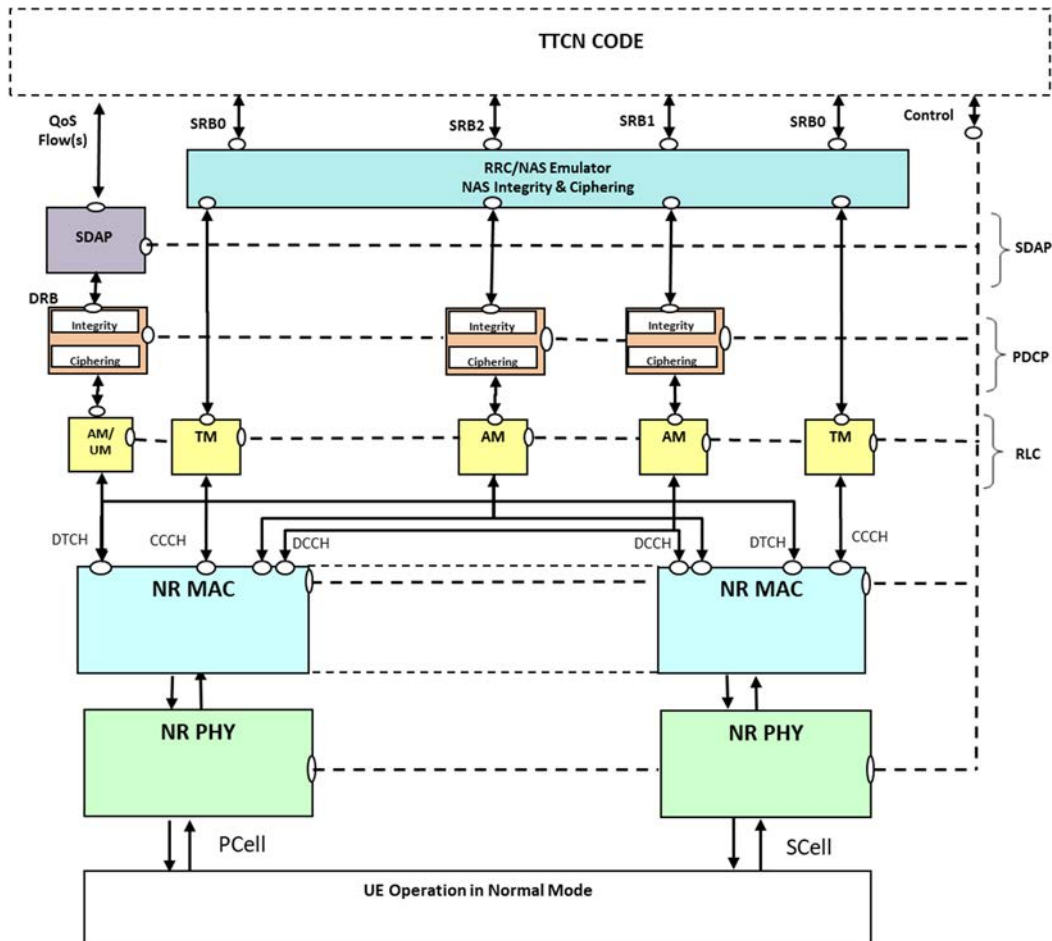 TTCN CODE
QoS
Flow(s)
SRB0
SRB2
SRB1
SRB0
Control
RRC/NAS Emulator
NAS Integrity & Ciphering
SDAP
SDAP
DRB
Integrity
Integrity
Integrity
Ciphering
Ciphering
Ciphering
PDCP
AM/
UM
TM
AM
AM
TM
RLC
DTCH
CCCH
DCCH
DCCH
DTCH
CCCH
NR MAC
NR MAC
NR PHY
NR PHY
PCell
SCell
UE Operation in Normal Mode